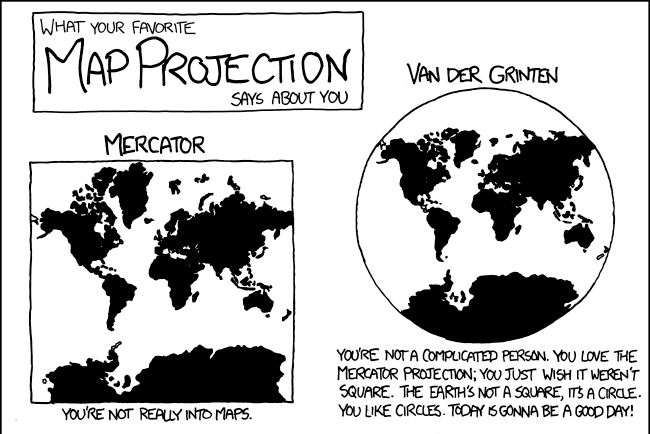 WHAT YOUR FAVORITE
MAP PROJECTION
SAYS ABOUT YOU
MERCATOR
YOU'RE NOT REALLY INTO MAPS.
VAN DER GRINTEN
YOU'RE NOT A COMPLICATED PERSON. YOU LOVE THE
MERCATOR PROJECTION; YOU JUST WISH IT WEREN'T
SQUARE. THE EARTH'S NOT A SQUARE, IT'S A CIRCLE.
YOU LIKE CIRCLES. TODAY IS GONNA BE A GOOD DAY!